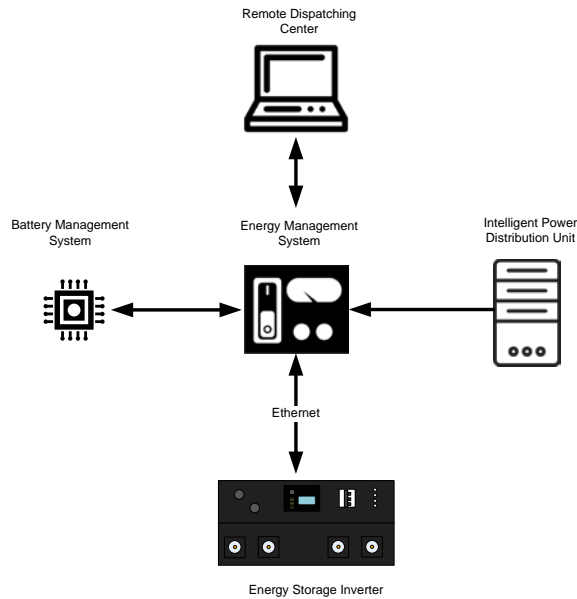 Remote Dispatching
Center
Battery Management
System
Energy Management
System
Intelligent Power
Distribution Unit
Ethernet
Energy Storage Inverter